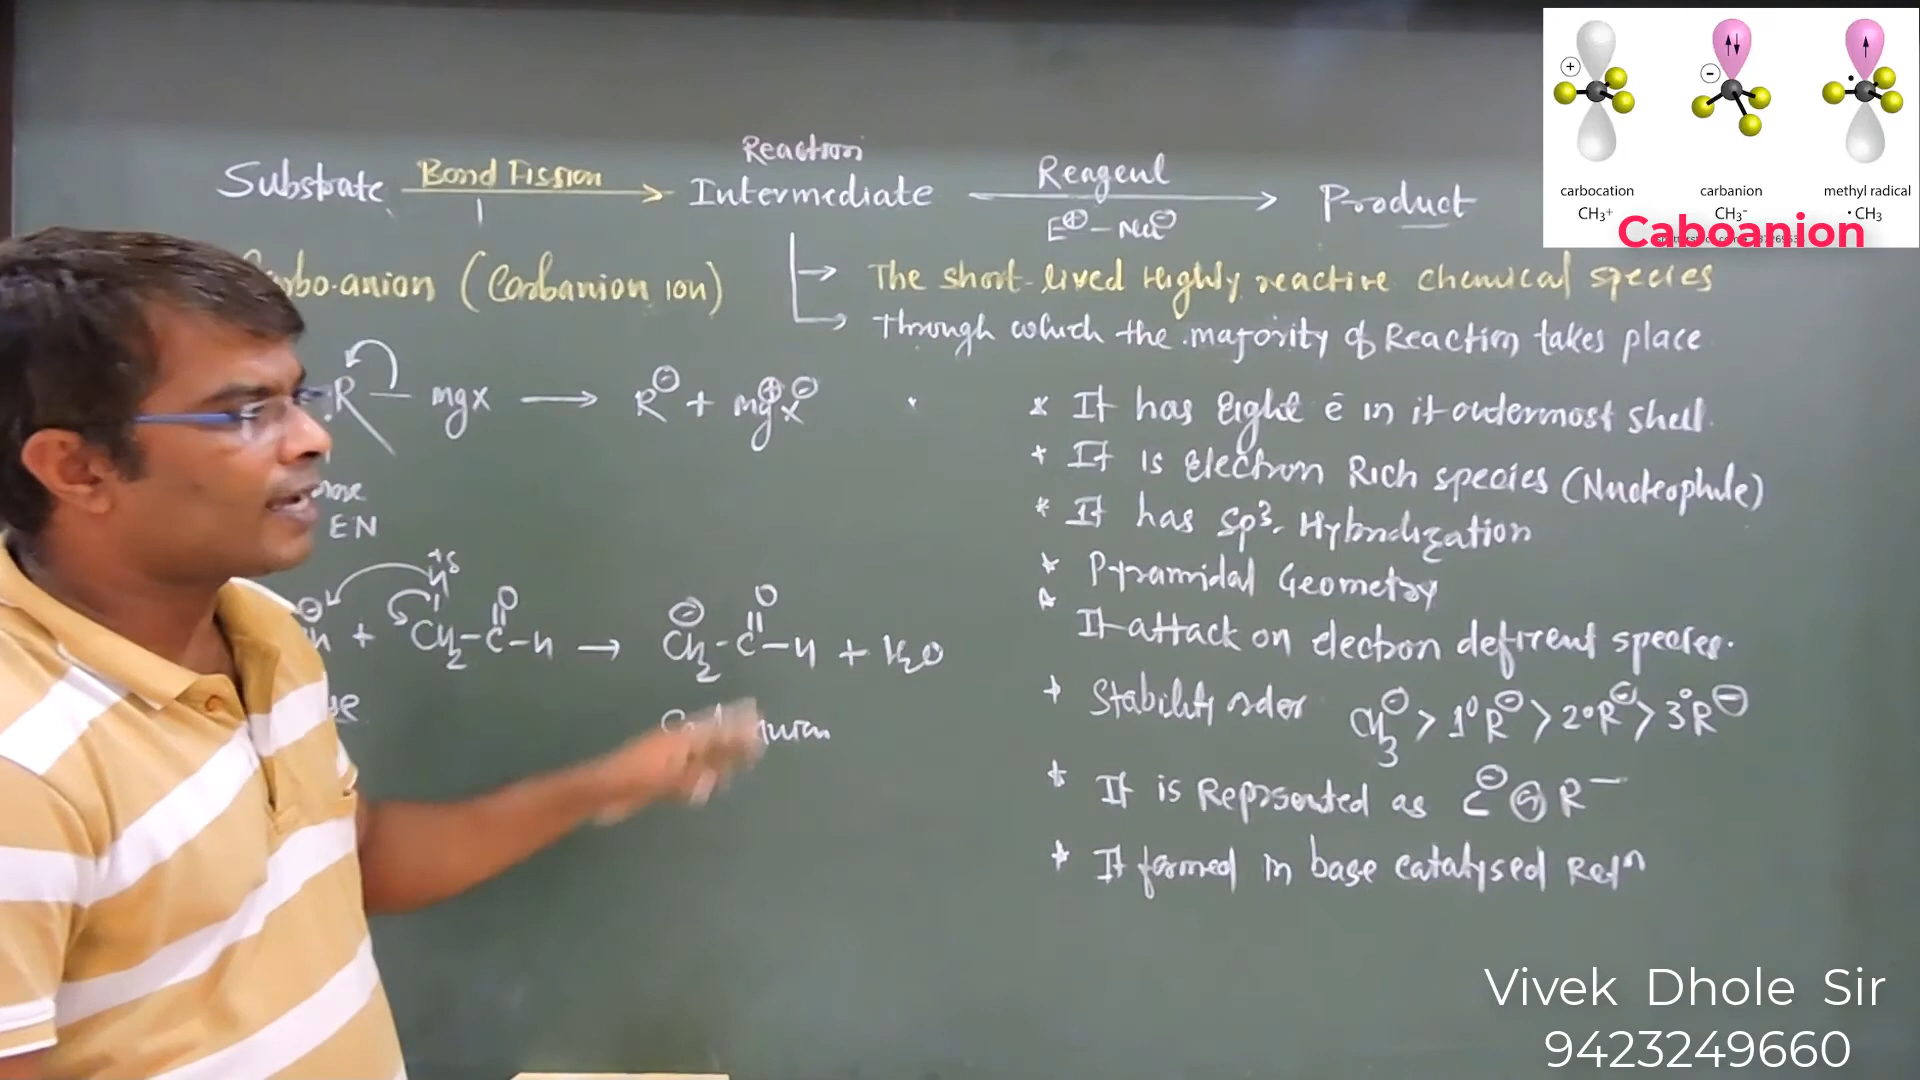 Reaction
Substrate Bond Fission → Intermediate Reagent → Product
E⊕ – Nu⊖
carbocation carbanion methyl radical
CH₃⁺ CH₃⁻ • CH₃
Caboanion
rbo-anion (Carbanion ion)
→ The short-lived Highly reactive chemical species
→ Through which the majority of Reaction takes place
R – mgx → R⊖ + mg⊕x⊖
EN
* It has Eight ē in it outermost shell.
* It is Electron Rich species (Nucleophile)
* It has Sp³. Hybridization
* Pyramidal Geometry
* It attack on electron deficient species.
+δ
H
⊖ + CH₂–C(=O)–H → ⊖CH₂–C(=O)–H + H₂O
* Stability order CH₃⊖ > 1°R⊖ > 2°R⊖ > 3°R⊖
* It is Reprsented as C⊖ R⁻
* It formed in base catalysed Reⁿ
Vivek Dhole Sir
9423249660